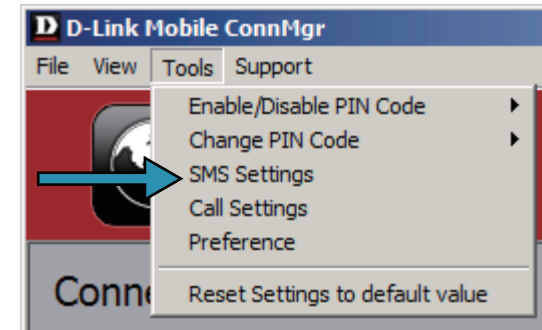 D D-Link Mobile ConnMgr
File View Tools Support
Enable/Disable PIN Code
Change PIN Code
SMS Settings
Call Settings
Preference
Reset Settings to default value
Conne